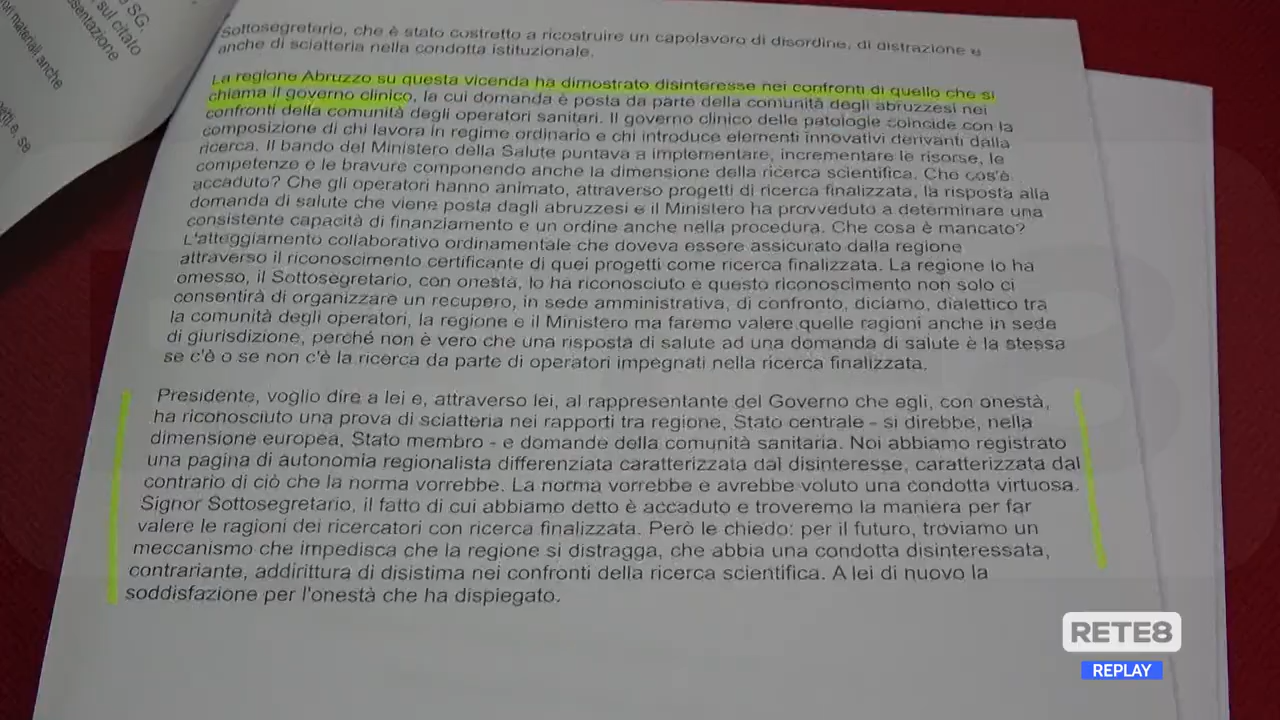 SG,
ori materiali anche
sul citato
sentazione
e, se
Sottosegretario, che è stato costretto a ricostruire un capolavoro di disordine, di distrazione e
anche di sciatteria nella condotta istituzionale.
La regione Abruzzo su questa vicenda ha dimostrato disinteresse nei confronti di quello che si
chiama il governo clinico, la cui domanda è posta da parte della comunità degli abruzzesi nei
confronti della comunità degli operatori sanitari. Il governo clinico delle patologie coincide con la
composizione di chi lavora in regime ordinario e chi introduce elementi innovativi derivanti dalla
ricerca. Il bando del Ministero della Salute puntava a implementare, incrementare le risorse, le
competenze e le bravure componendo anche la dimensione della ricerca scientifica. Che cos'è
accaduto? Che gli operatori hanno animato, attraverso progetti di ricerca finalizzata, la risposta alla
domanda di salute che viene posta dagli abruzzesi e il Ministero ha provveduto a determinare una
consistente capacità di finanziamento e un ordine anche nella procedura. Che cosa è mancato?
L'atteggiamento collaborativo ordinamentale che doveva essere assicurato dalla regione
attraverso il riconoscimento certificante di quei progetti come ricerca finalizzata. La regione lo ha
omesso, il Sottosegretario, con onestà, lo ha riconosciuto e questo riconoscimento non solo ci
consentirà di organizzare un recupero, in sede amministrativa, di confronto, diciamo, dialettico tra
la comunità degli operatori, la regione e il Ministero ma faremo valere quelle ragioni anche in sede
di giurisdizione, perché non è vero che una risposta di salute ad una domanda di salute è la stessa
se c'è o se non c'è la ricerca da parte di operatori impegnati nella ricerca finalizzata.
Presidente, voglio dire a lei e, attraverso lei, al rappresentante del Governo che egli, con onestà,
ha riconosciuto una prova di sciatteria nei rapporti tra regione, Stato centrale - si direbbe, nella
dimensione europea, Stato membro - e domande della comunità sanitaria. Noi abbiamo registrato
una pagina di autonomia regionalista differenziata caratterizzata dal disinteresse, caratterizzata dal
contrario di ciò che la norma vorrebbe. La norma vorrebbe e avrebbe voluto una condotta virtuosa.
Signor Sottosegretario, il fatto di cui abbiamo detto è accaduto e troveremo la maniera per far
valere le ragioni dei ricercatori con ricerca finalizzata. Però le chiedo: per il futuro, troviamo un
meccanismo che impedisca che la regione si distragga, che abbia una condotta disinteressata,
contrariante, addirittura di disistima nei confronti della ricerca scientifica. A lei di nuovo la
soddisfazione per l'onestà che ha dispiegato.
RETE8
REPLAY